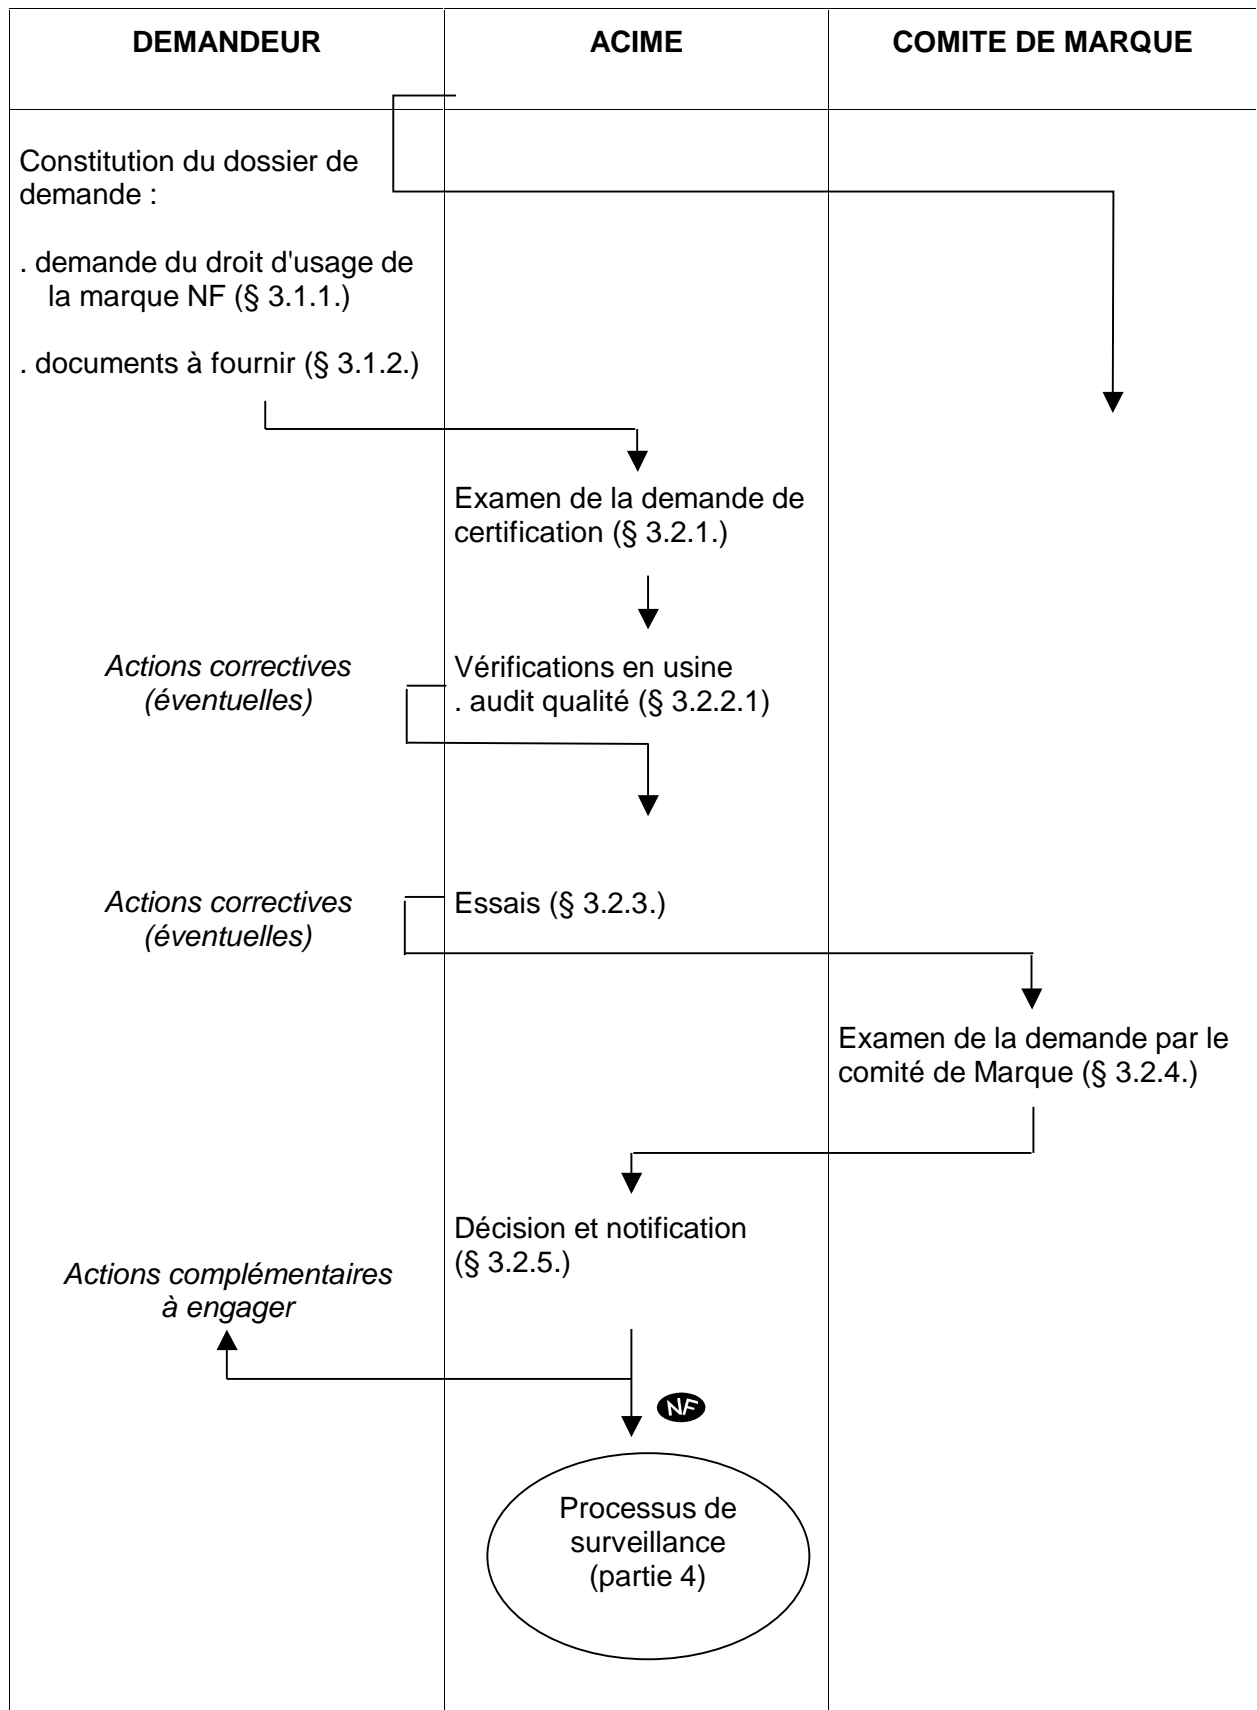 DEMANDEUR
ACIME
COMITE DE MARQUE
Constitution du dossier de
demande :
. demande du droit d'usage de
la marque NF (§ 3.1.1.)
. documents à fournir (§ 3.1.2.)
Examen de la demande de
certification (§ 3.2.1.)
Actions correctives
(éventuelles)
Vérifications en usine
. audit qualité (§ 3.2.2.1)
Actions correctives
(éventuelles)
Essais (§ 3.2.3.)
Examen de la demande par le
comité de Marque (§ 3.2.4.)
Décision et notification
(§ 3.2.5.)
Actions complémentaires
à engager
NF
Processus de
surveillance
(partie 4)